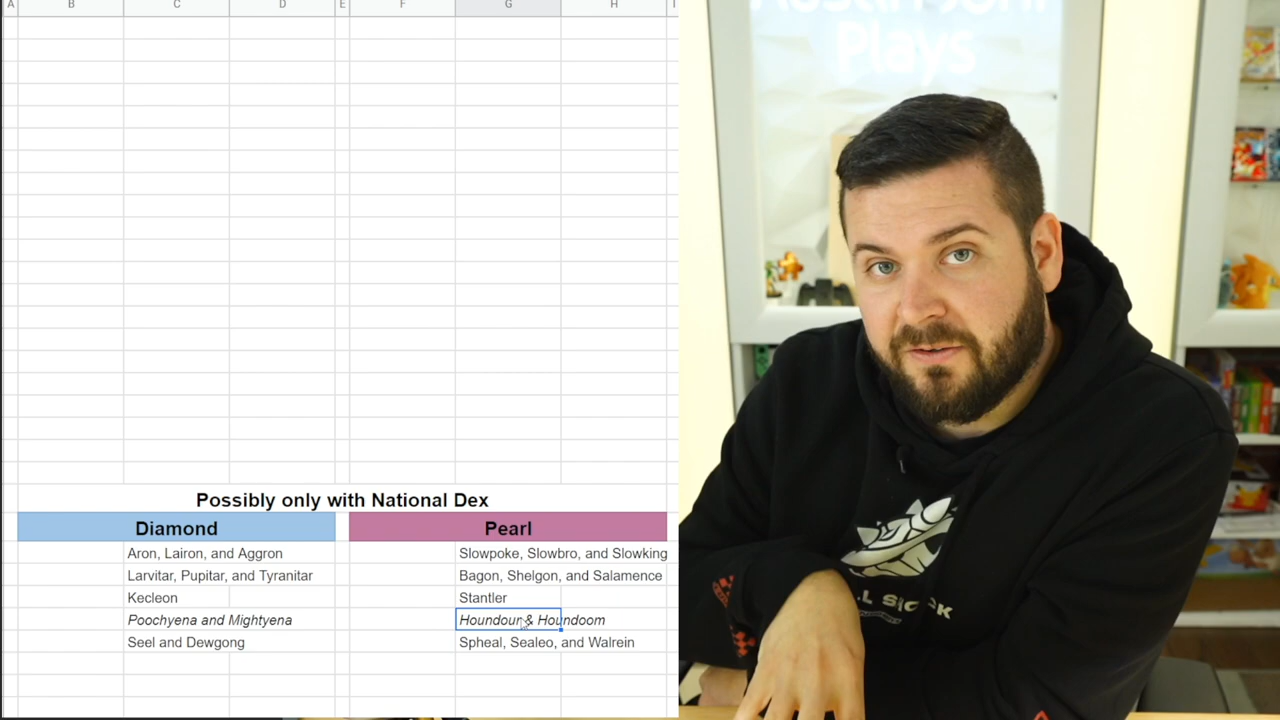 A B C D E F G H I
Possibly only with National Dex
Diamond Pearl
Aron, Lairon, and Aggron Slowpoke, Slowbro, and Slowking
Larvitar, Pupitar, and Tyranitar Bagon, Shelgon, and Salamence
Kecleon Stantler
Poochyena and Mightyena Houndour & Houndoom
Seel and Dewgong Spheal, Sealeo, and Walrein
Plays